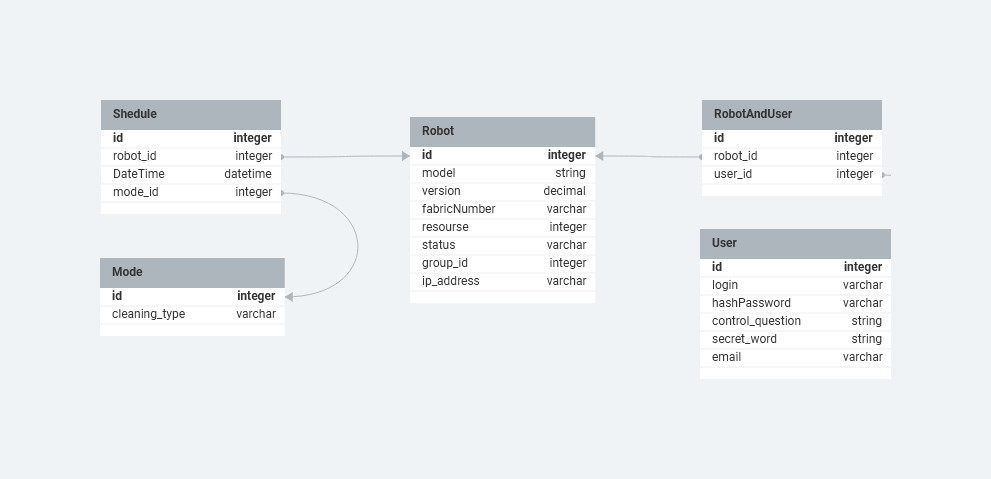 Shedule
id integer
robot_id integer
DateTime datetime
mode_id integer
Mode
id integer
cleaning_type varchar
Robot
id integer
model string
version decimal
fabricNumber varchar
resourse integer
status varchar
group_id integer
ip_address varchar
RobotAndUser
id integer
robot_id integer
user_id integer
User
id integer
login varchar
hashPassword varchar
control_question string
secret_word string
email varchar